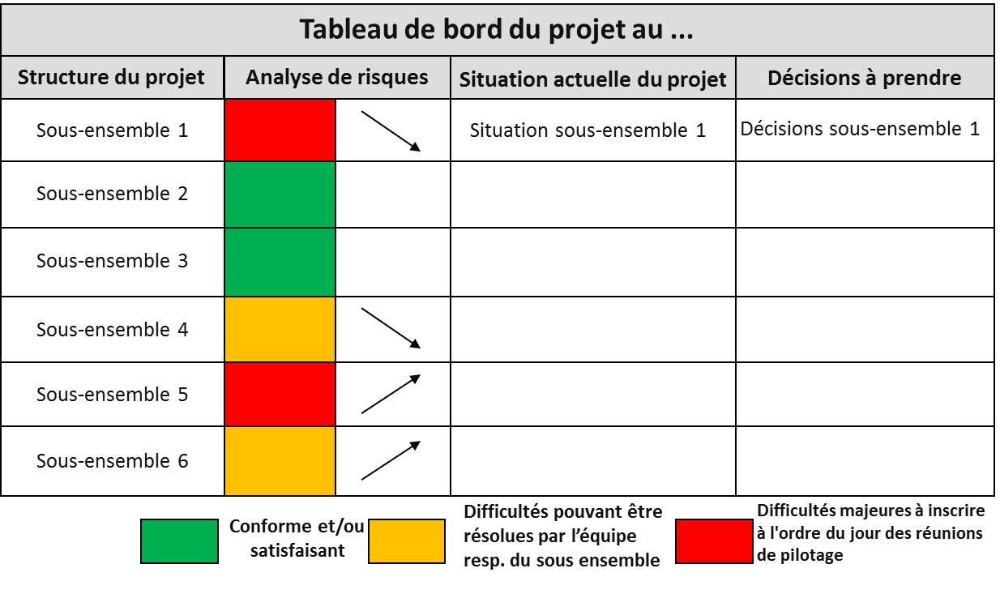 Tableau de bord du projet au ...
Structure du projet
Analyse de risques
Situation actuelle du projet
Décisions à prendre
Sous-ensemble 1
Situation sous-ensemble 1
Décisions sous-ensemble 1
Sous-ensemble 2
Sous-ensemble 3
Sous-ensemble 4
Sous-ensemble 5
Sous-ensemble 6
Conforme et/ou
satisfaisant
Difficultés pouvant être
résolues par l’équipe
resp. du sous ensemble
Difficultés majeures à inscrire
à l'ordre du jour des réunions
de pilotage